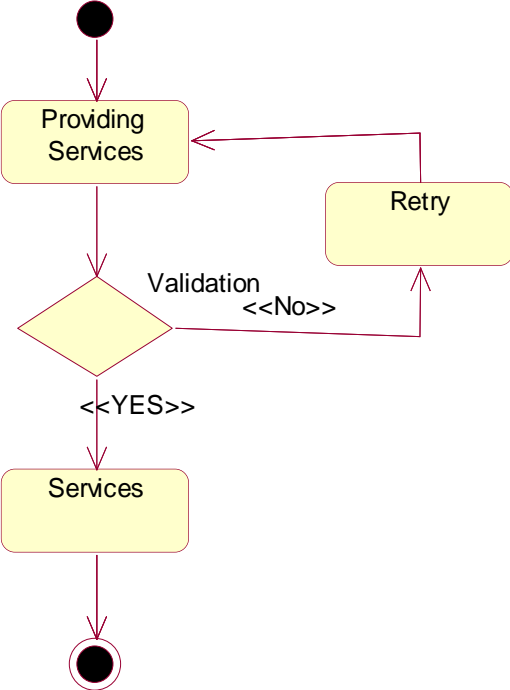 Providing
Services
Retry
Validation
<<No>>
<<YES>>
Services